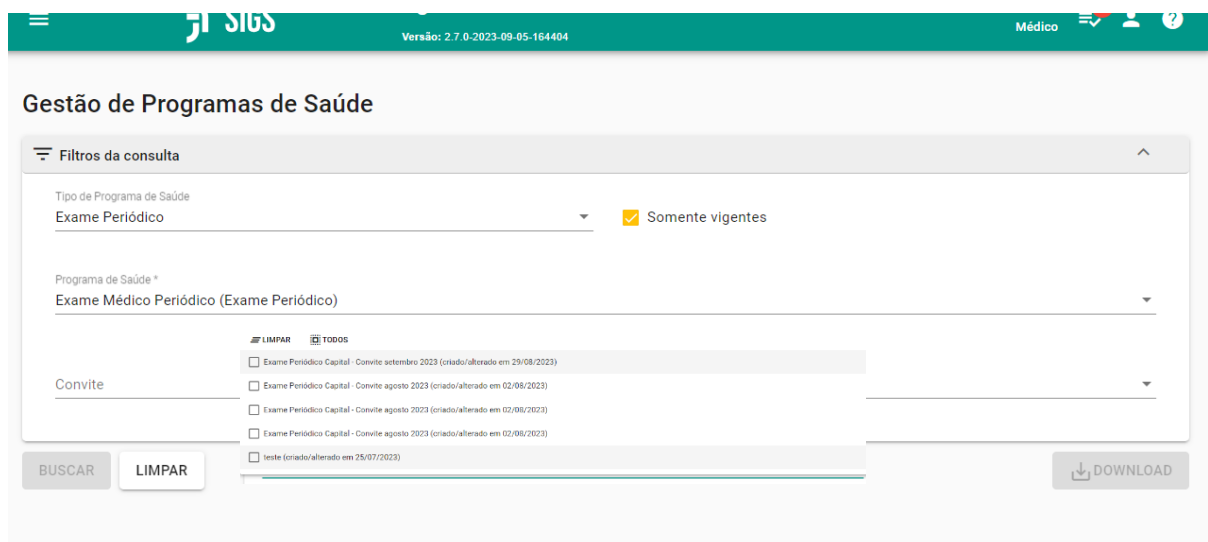 SIGS
Versão: 2.7.0-2023-09-05-164404
Médico
Gestão de Programas de Saúde
Filtros da consulta
Tipo de Programa de Saúde
Exame Periódico
Somente vigentes
Programa de Saúde *
Exame Médico Periódico (Exame Periódico)
LIMPAR TODOS
Exame Periódico Capital - Convite setembro 2023 (criado/alterado em 29/08/2023)
Convite
Exame Periódico Capital - Convite agosto 2023 (criado/alterado em 02/08/2023)
Exame Periódico Capital - Convite agosto 2023 (criado/alterado em 02/08/2023)
Exame Periódico Capital - Convite agosto 2023 (criado/alterado em 02/08/2023)
teste (criado/alterado em 25/07/2023)
BUSCAR LIMPAR DOWNLOAD